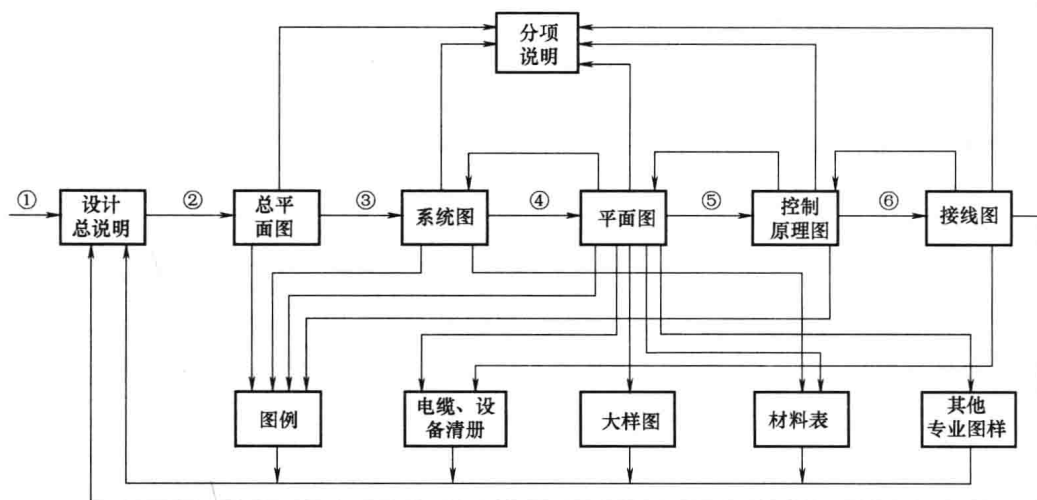 分项
说明
①
设计
总说明
②
总平
面图
③
系统图
④
平面图
⑤
控制
原理图
⑥
接线图
图例
电缆、设
备清册
大样图
材料表
其他
专业图样